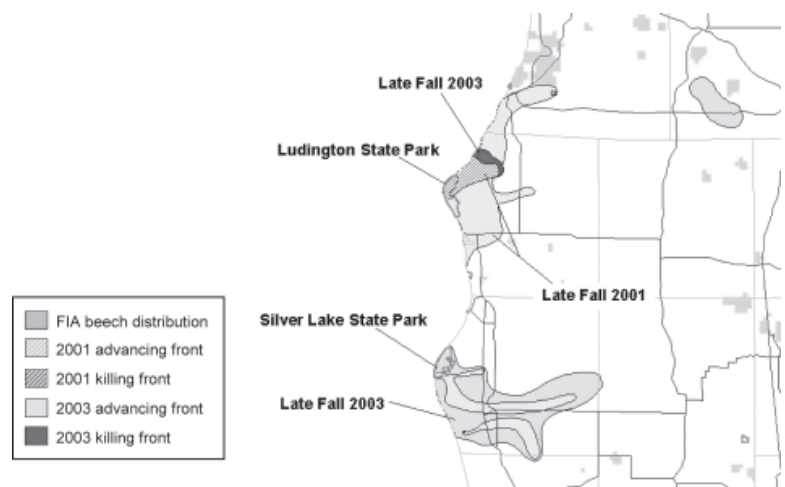 Late Fall 2003
Ludington State Park
Late Fall 2001
Silver Lake State Park
Late Fall 2003
FIA beech distribution
2001 advancing front
2001 killing front
2003 advancing front
2003 killing front